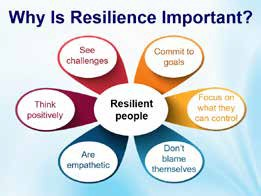 Why Is Resilience Important?
See
challenges
Commit to
goals
Think
positively
Resilient
people
Focus on
what they
can control
Are
empathetic
Don't
blame
themselves